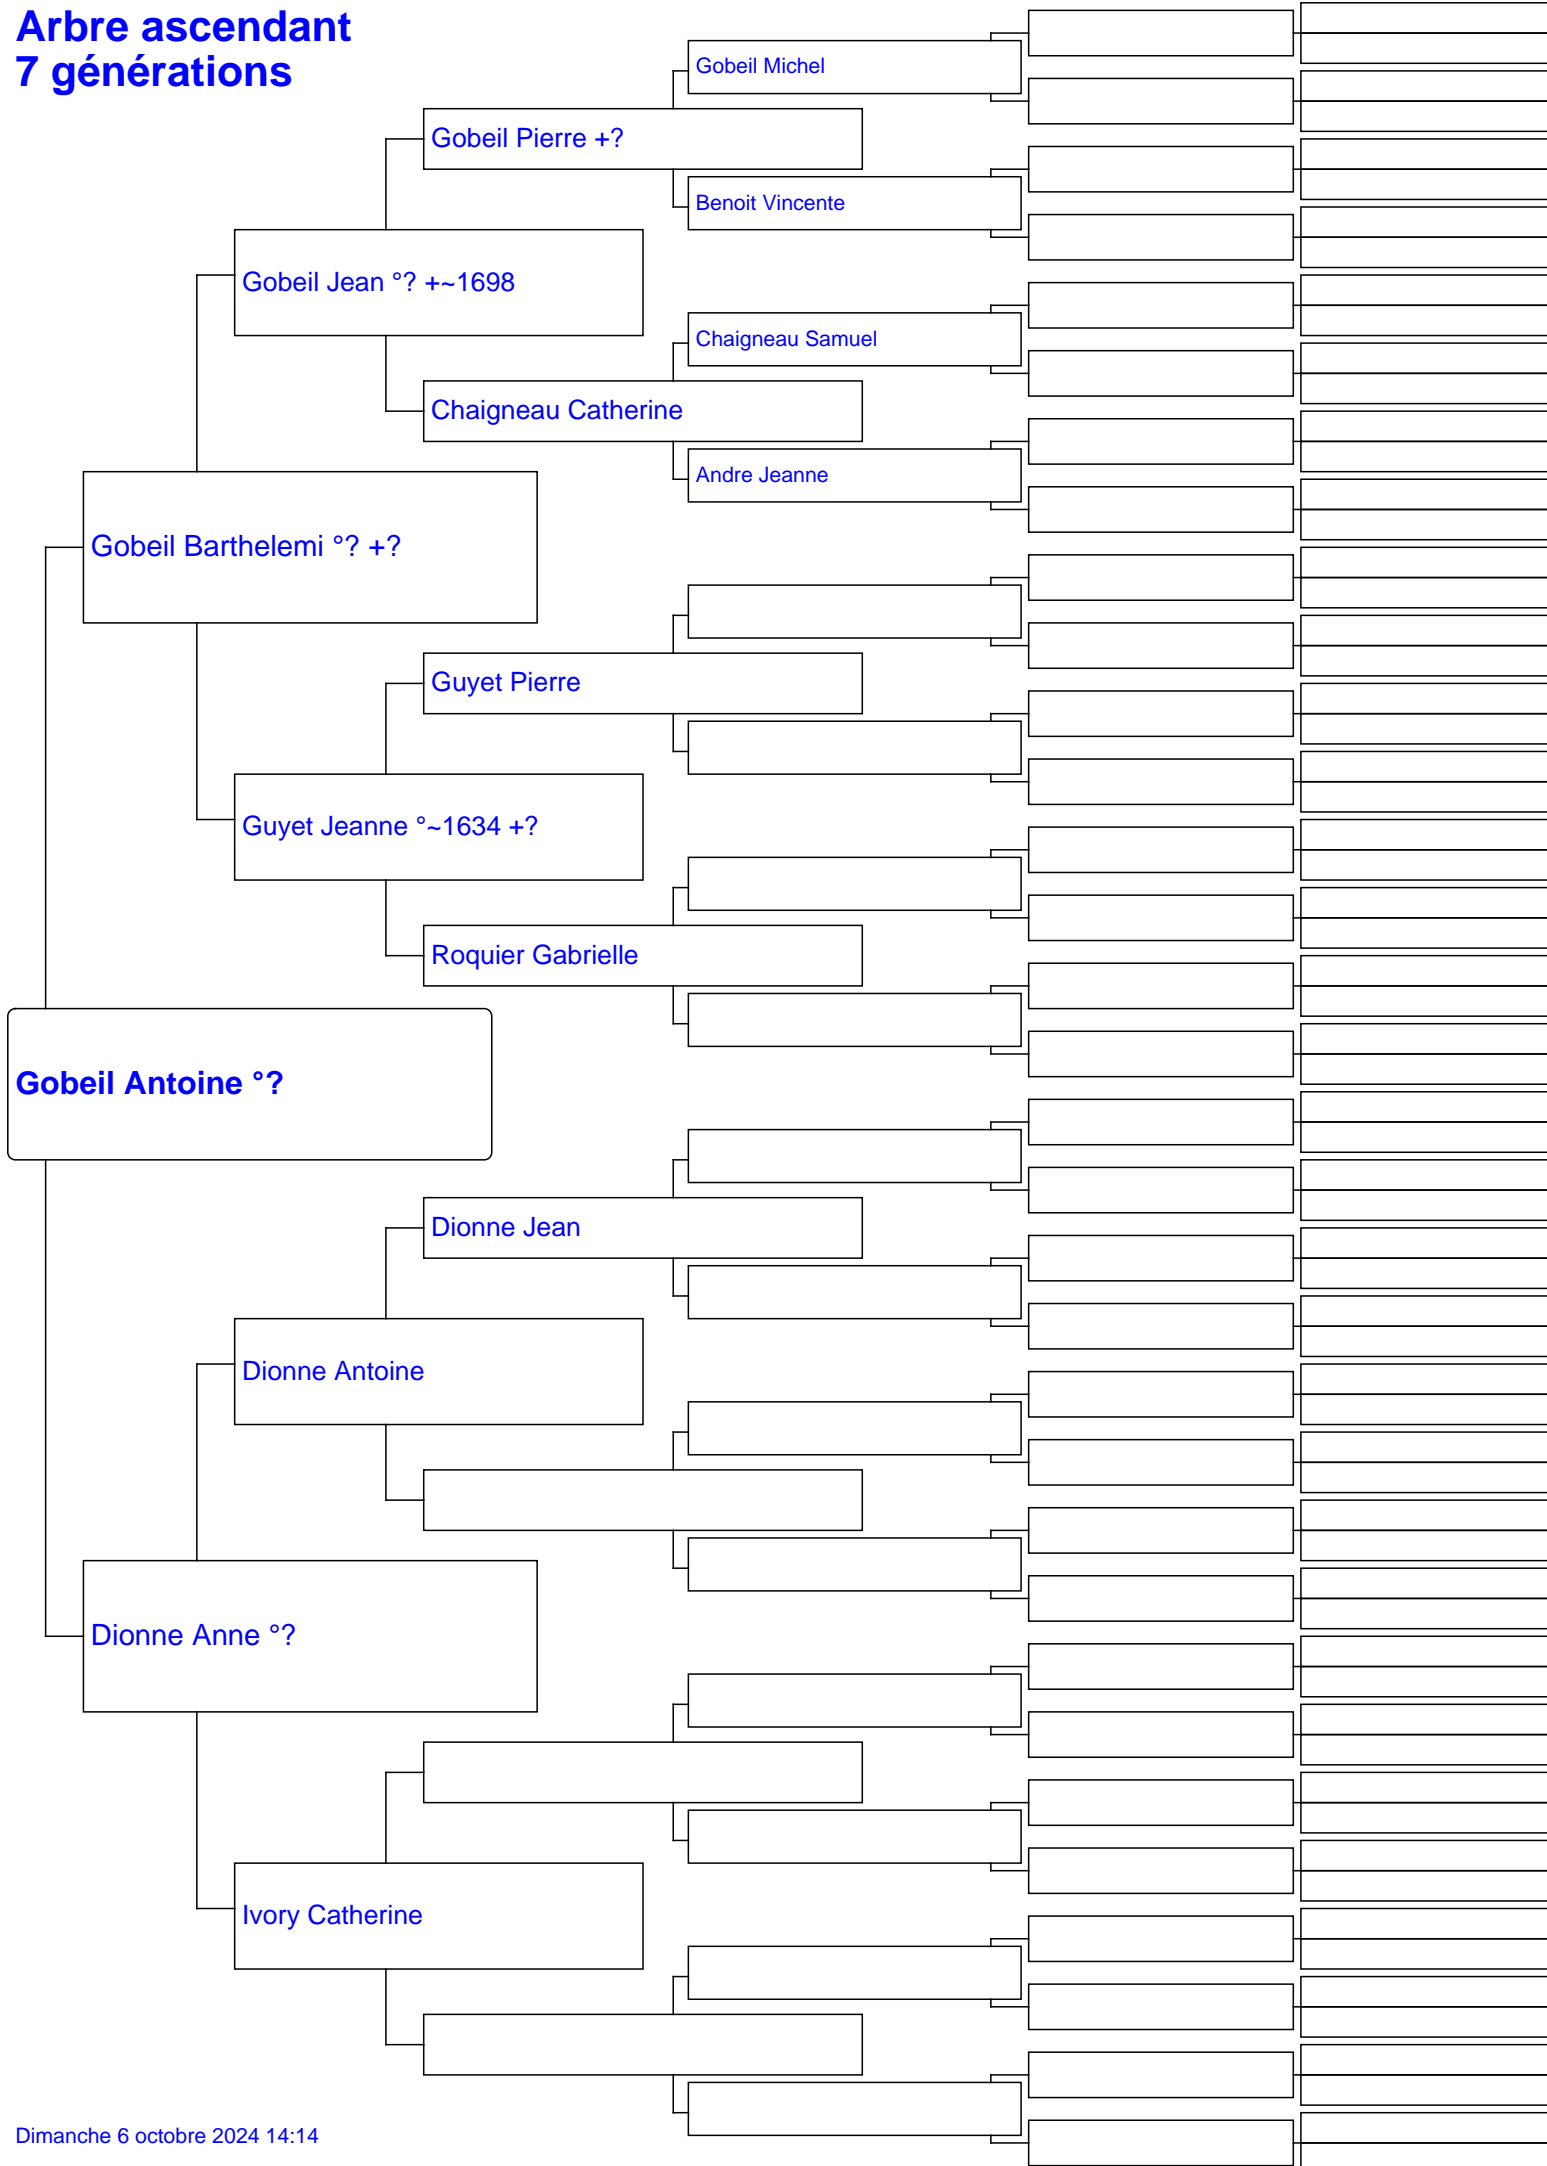 Arbre ascendant
7 générations
Gobeil Michel
Gobeil Pierre +?
Benoit Vincente
Gobeil Jean °? +~1698
Chaigneau Samuel
Chaigneau Catherine
Andre Jeanne
Gobeil Barthelemi °? +?
Guyet Pierre
Guyet Jeanne °~1634 +?
Roquier Gabrielle
Gobeil Antoine °?
Dionne Jean
Dionne Antoine
Dionne Anne °?
Ivory Catherine
Dimanche 6 octobre 2024 14:14